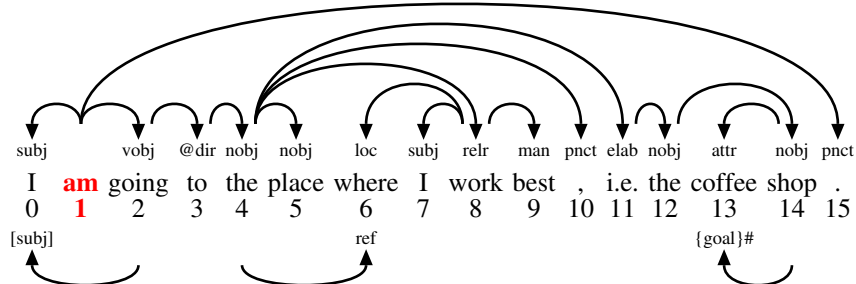 subj vobj @dir nobj nobj loc subj relr man pnct elab nobj attr nobj pnct
I am going to the place where I work best , i.e. the coffee shop .
0 1 2 3 4 5 6 7 8 9 10 11 12 13 14 15
[subj] ref {goal}#